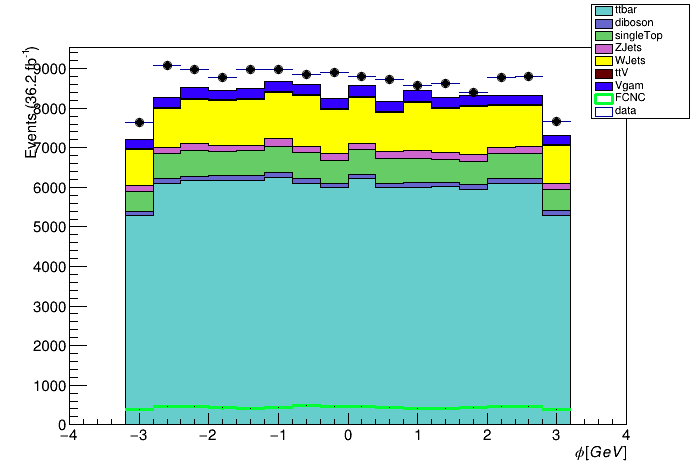 Events /36.2 fb⁻¹
9000
8000
7000
6000
5000
4000
3000
2000
1000
0
−4 −3 −2 −1 0 1 2 3 4
ϕ[GeV]
ttbar
diboson
singleTop
ZJets
WJets
ttV
Vgam
FCNC
data